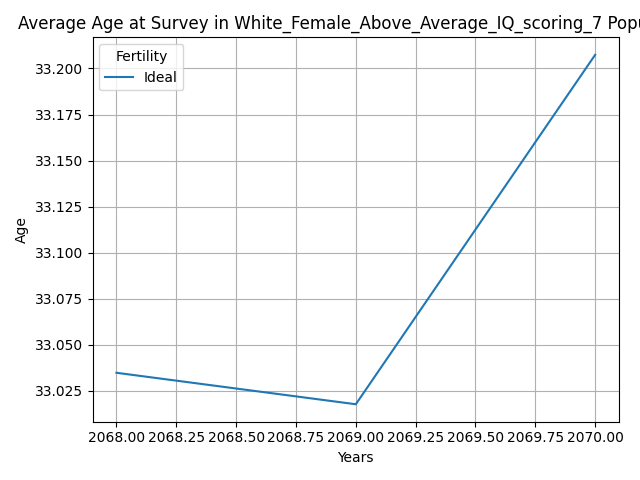 Average Age at Survey in White_Female_Above_Average_IQ_scoring_7 Popu
Fertility
Ideal
33.200
33.175
33.150
33.125
33.100
33.075
33.050
33.025
Age
2068.00 2068.25 2068.50 2068.75 2069.00 2069.25 2069.50 2069.75 2070.00
Years